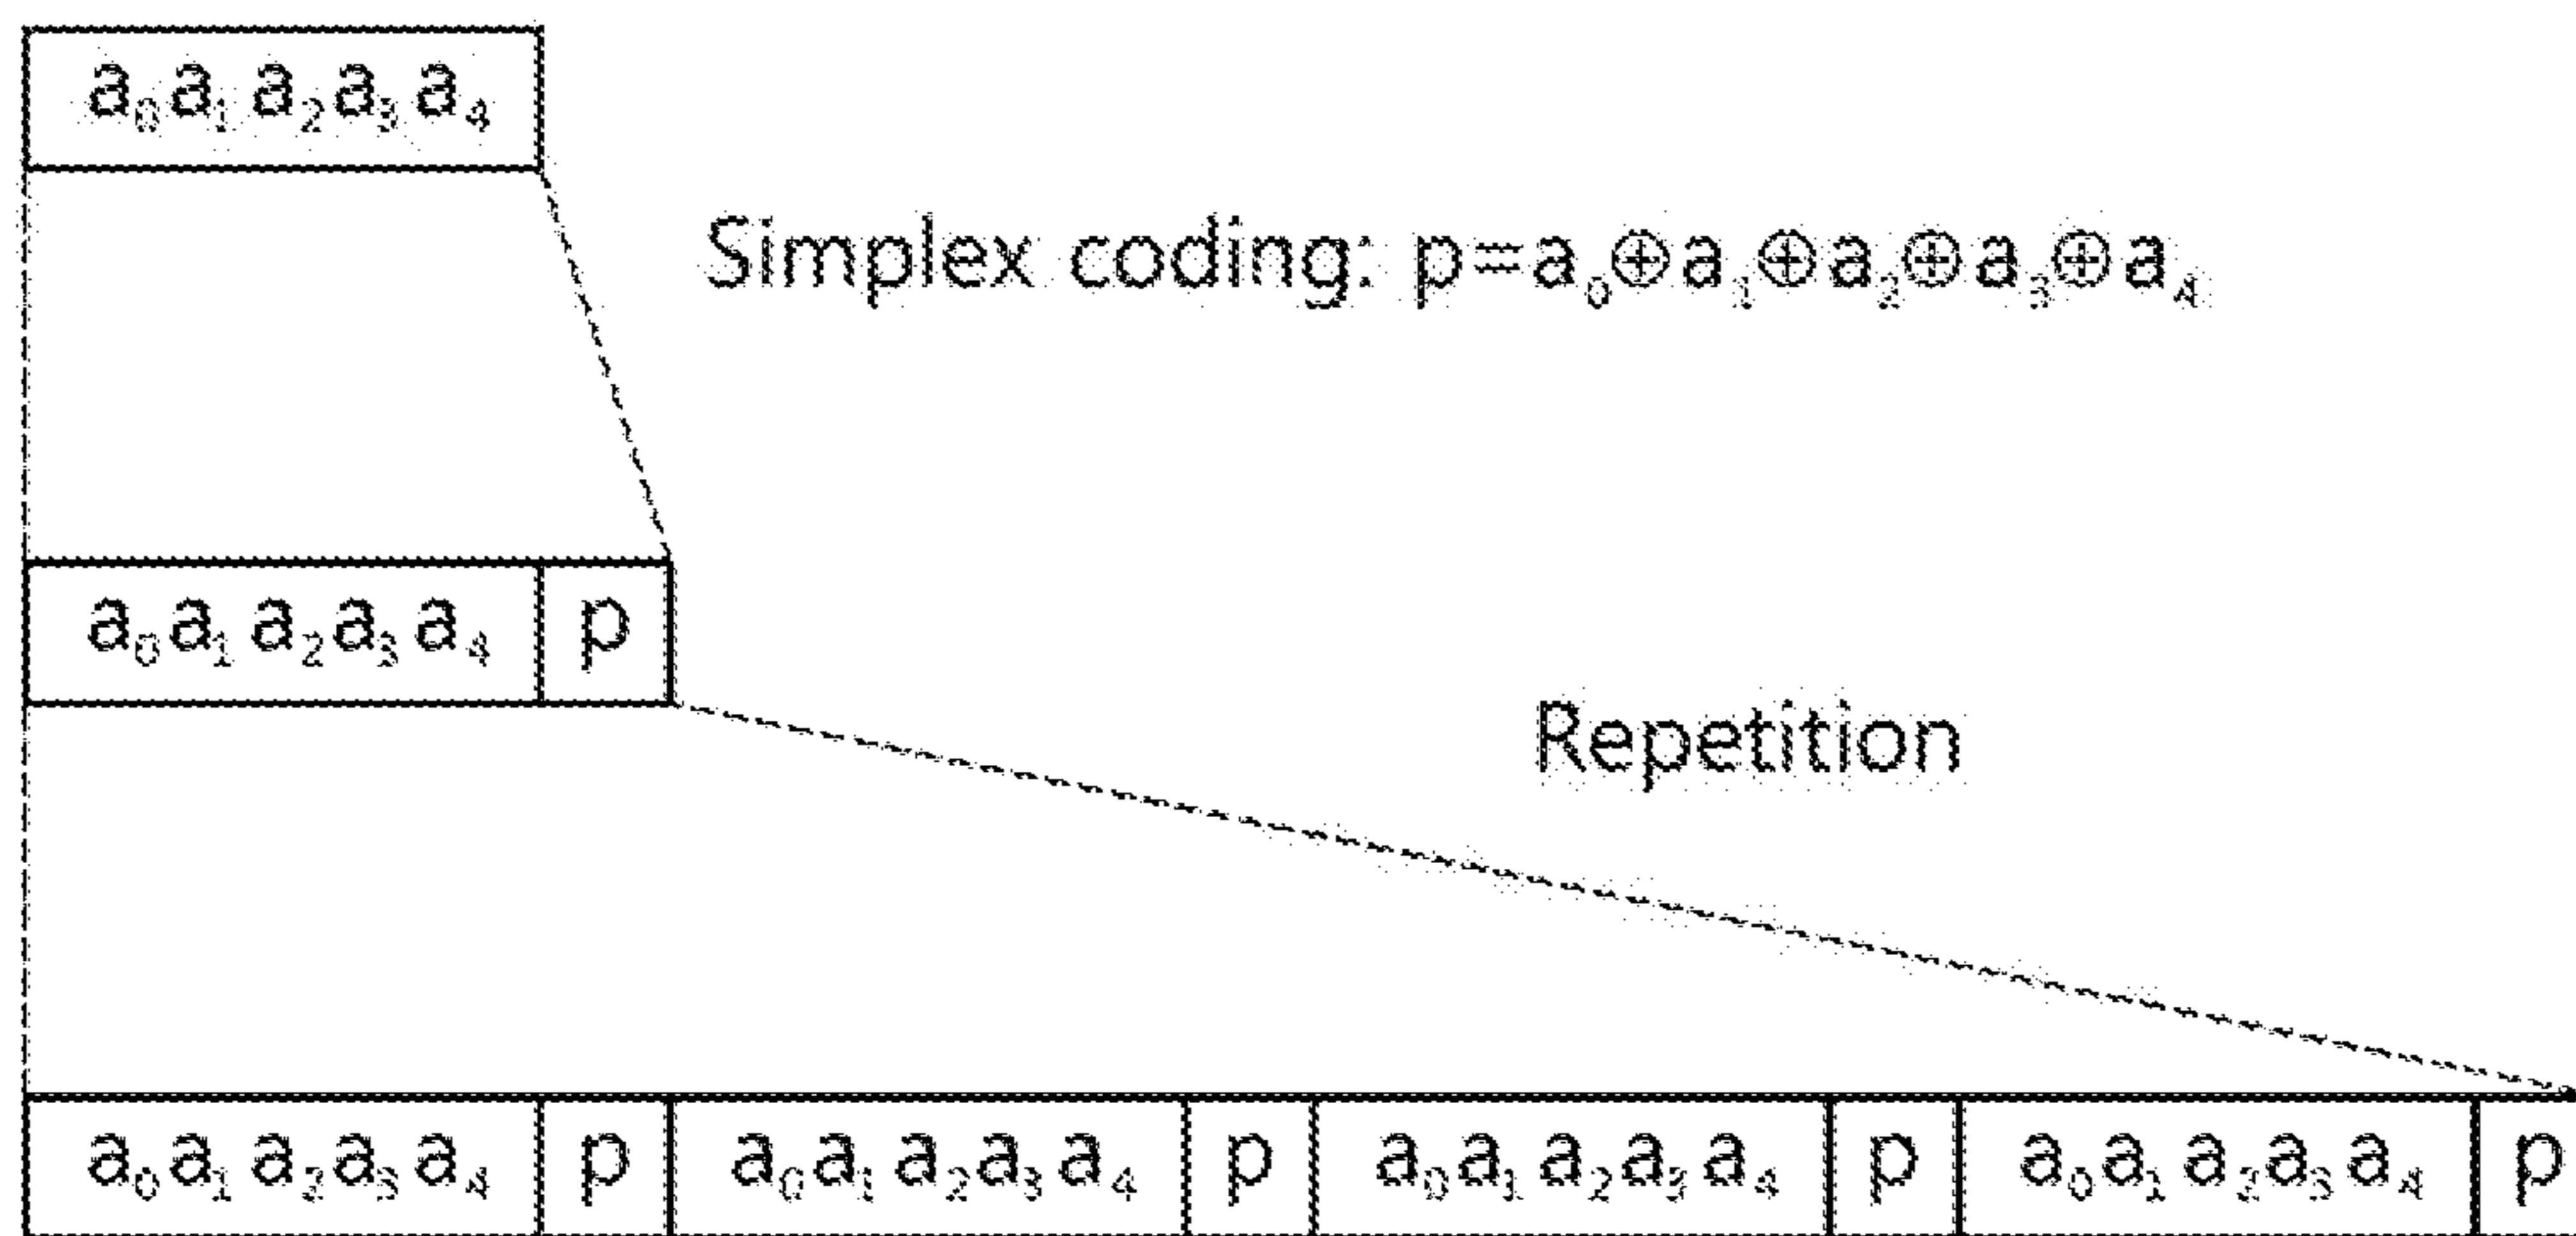 a₀a₁a₂a₃a₄
Simplex coding: p=a₀⊕a₁⊕a₂⊕a₃⊕a₄
a₀a₁a₂a₃a₄ p
Repetition
a₀a₁a₂a₃a₄ p a₀a₁a₂a₃a₄ p a₀a₁a₂a₃a₄ p a₀a₁a₂a₃a₄ p